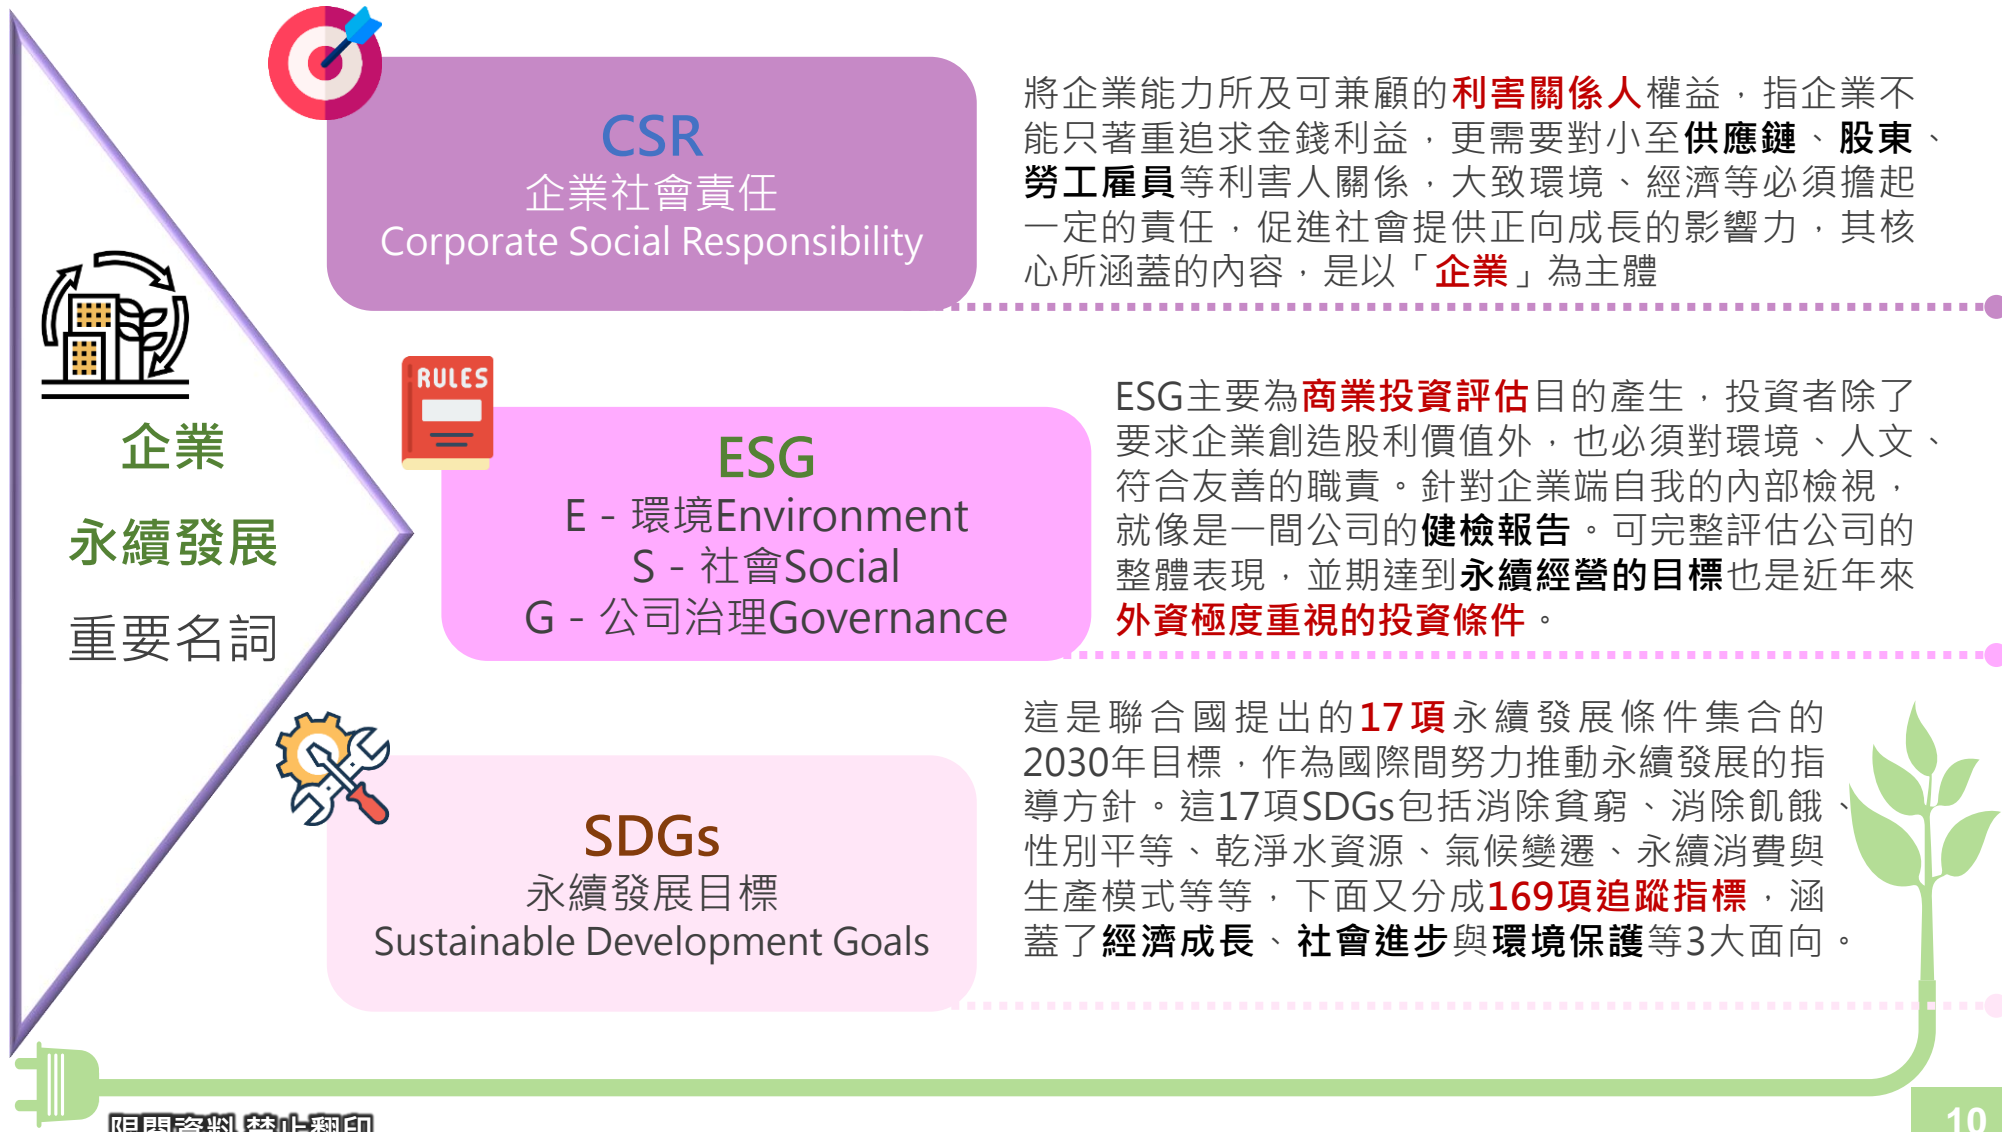 企業
永續發展
重要名詞
CSR
企業社會責任
Corporate Social Responsibility
將企業能力所及可兼顧的利害關係人權益，指企業不
能只著重追求金錢利益，更需要對小至供應鏈、股東、
勞工雇員等利害人關係，大致環境、經濟等必須擔起
一定的責任，促進社會提供正向成長的影響力，其核
心所涵蓋的內容，是以「企業」為主體
RULES
ESG
E - 環境Environment
S - 社會Social
G - 公司治理Governance
ESG主要為商業投資評估目的產生，投資者除了
要求企業創造股利價值外，也必須對環境、人文、
符合友善的職責。針對企業端自我的內部檢視，
就像是一間公司的健檢報告。可完整評估公司的
整體表現，並期達到永續經營的目標也是近年來
外資極度重視的投資條件。
SDGs
永續發展目標
Sustainable Development Goals
這是聯合國提出的17項永續發展條件集合的
2030年目標，作為國際間努力推動永續發展的指
導方針。這17項SDGs包括消除貧窮、消除飢餓、
性別平等、乾淨水資源、氣候變遷、永續消費與
生產模式等等，下面又分成169項追蹤指標，涵
蓋了經濟成長、社會進步與環境保護等3大面向。
限閱資料 禁止翻印
10